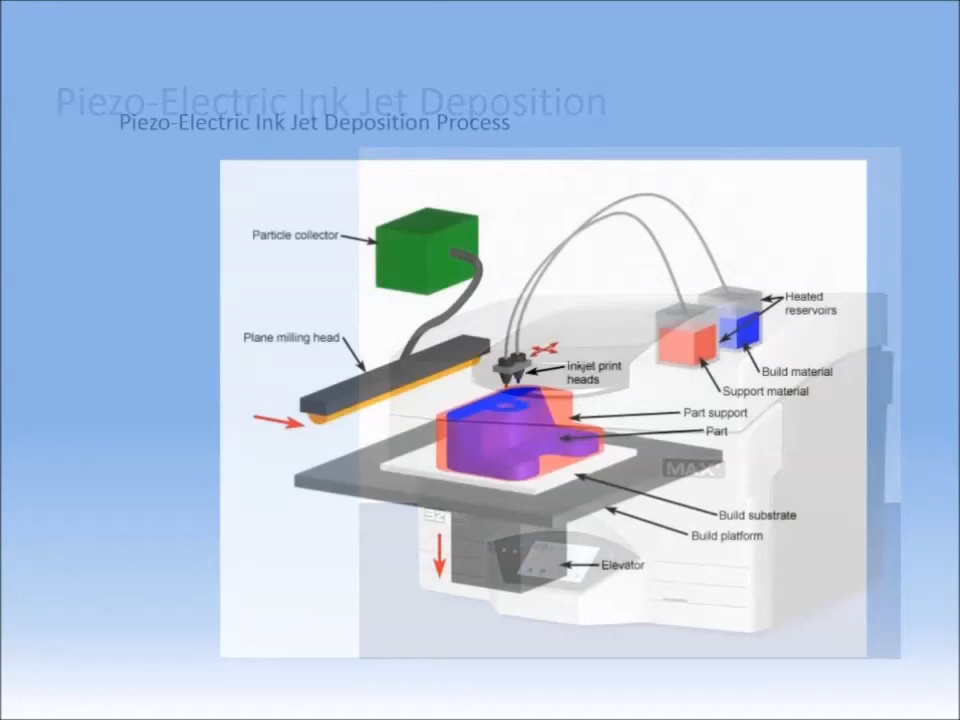 Piezo-Electric Ink Jet Deposition
Piezo-Electric Ink Jet Deposition Process
Particle collector
Heated
reservoirs
Plane milling head
Inkjet print
heads
Build material
Support material
Part support
Part
MAX
Build substrate
32
Build platform
Elevator